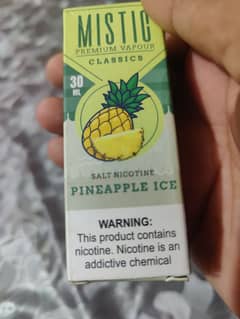 MISTIC
PREMIUM VAPOUR
CLASSICS
30
ML
SALT NICOTINE
PINEAPPLE ICE
WARNING:
This product contains
nicotine. Nicotine is an
addictive chemical